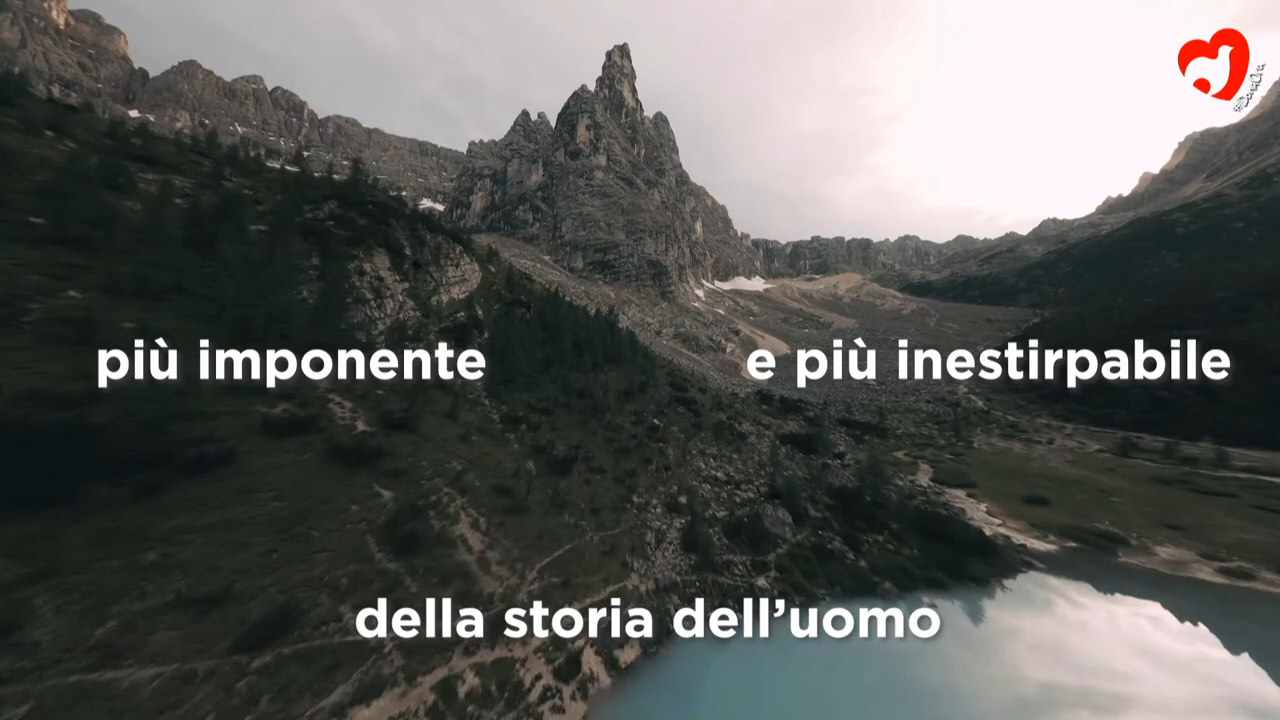 più imponente e più inestirpabile
della storia dell’uomo